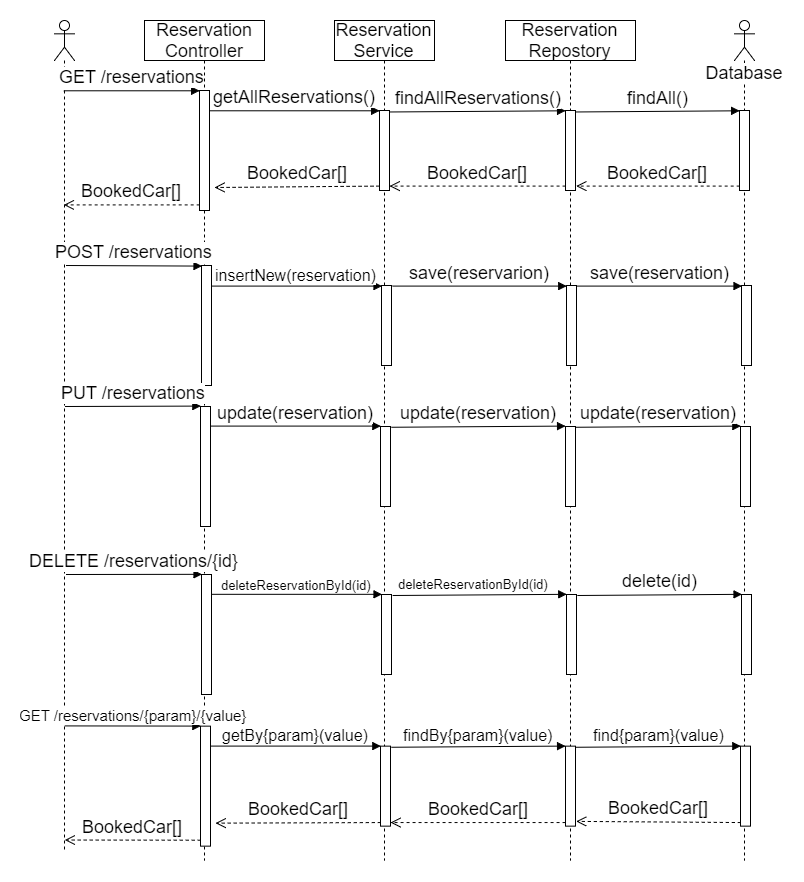 Reservation
Controller
Reservation
Service
Reservation
Repostory
Database
GET /reservations
getAllReservations()
findAllReservations()
findAll()
BookedCar[]
BookedCar[]
BookedCar[]
BookedCar[]
POST /reservations
insertNew(reservation)
save(reservarion)
save(reservation)
PUT /reservations
update(reservation)
update(reservation)
update(reservation)
DELETE /reservations/{id}
deleteReservationById(id)
deleteReservationById(id)
delete(id)
GET /reservations/{param}/{value}
getBy{param}(value)
findBy{param}(value)
find{param}(value)
BookedCar[]
BookedCar[]
BookedCar[]
BookedCar[]